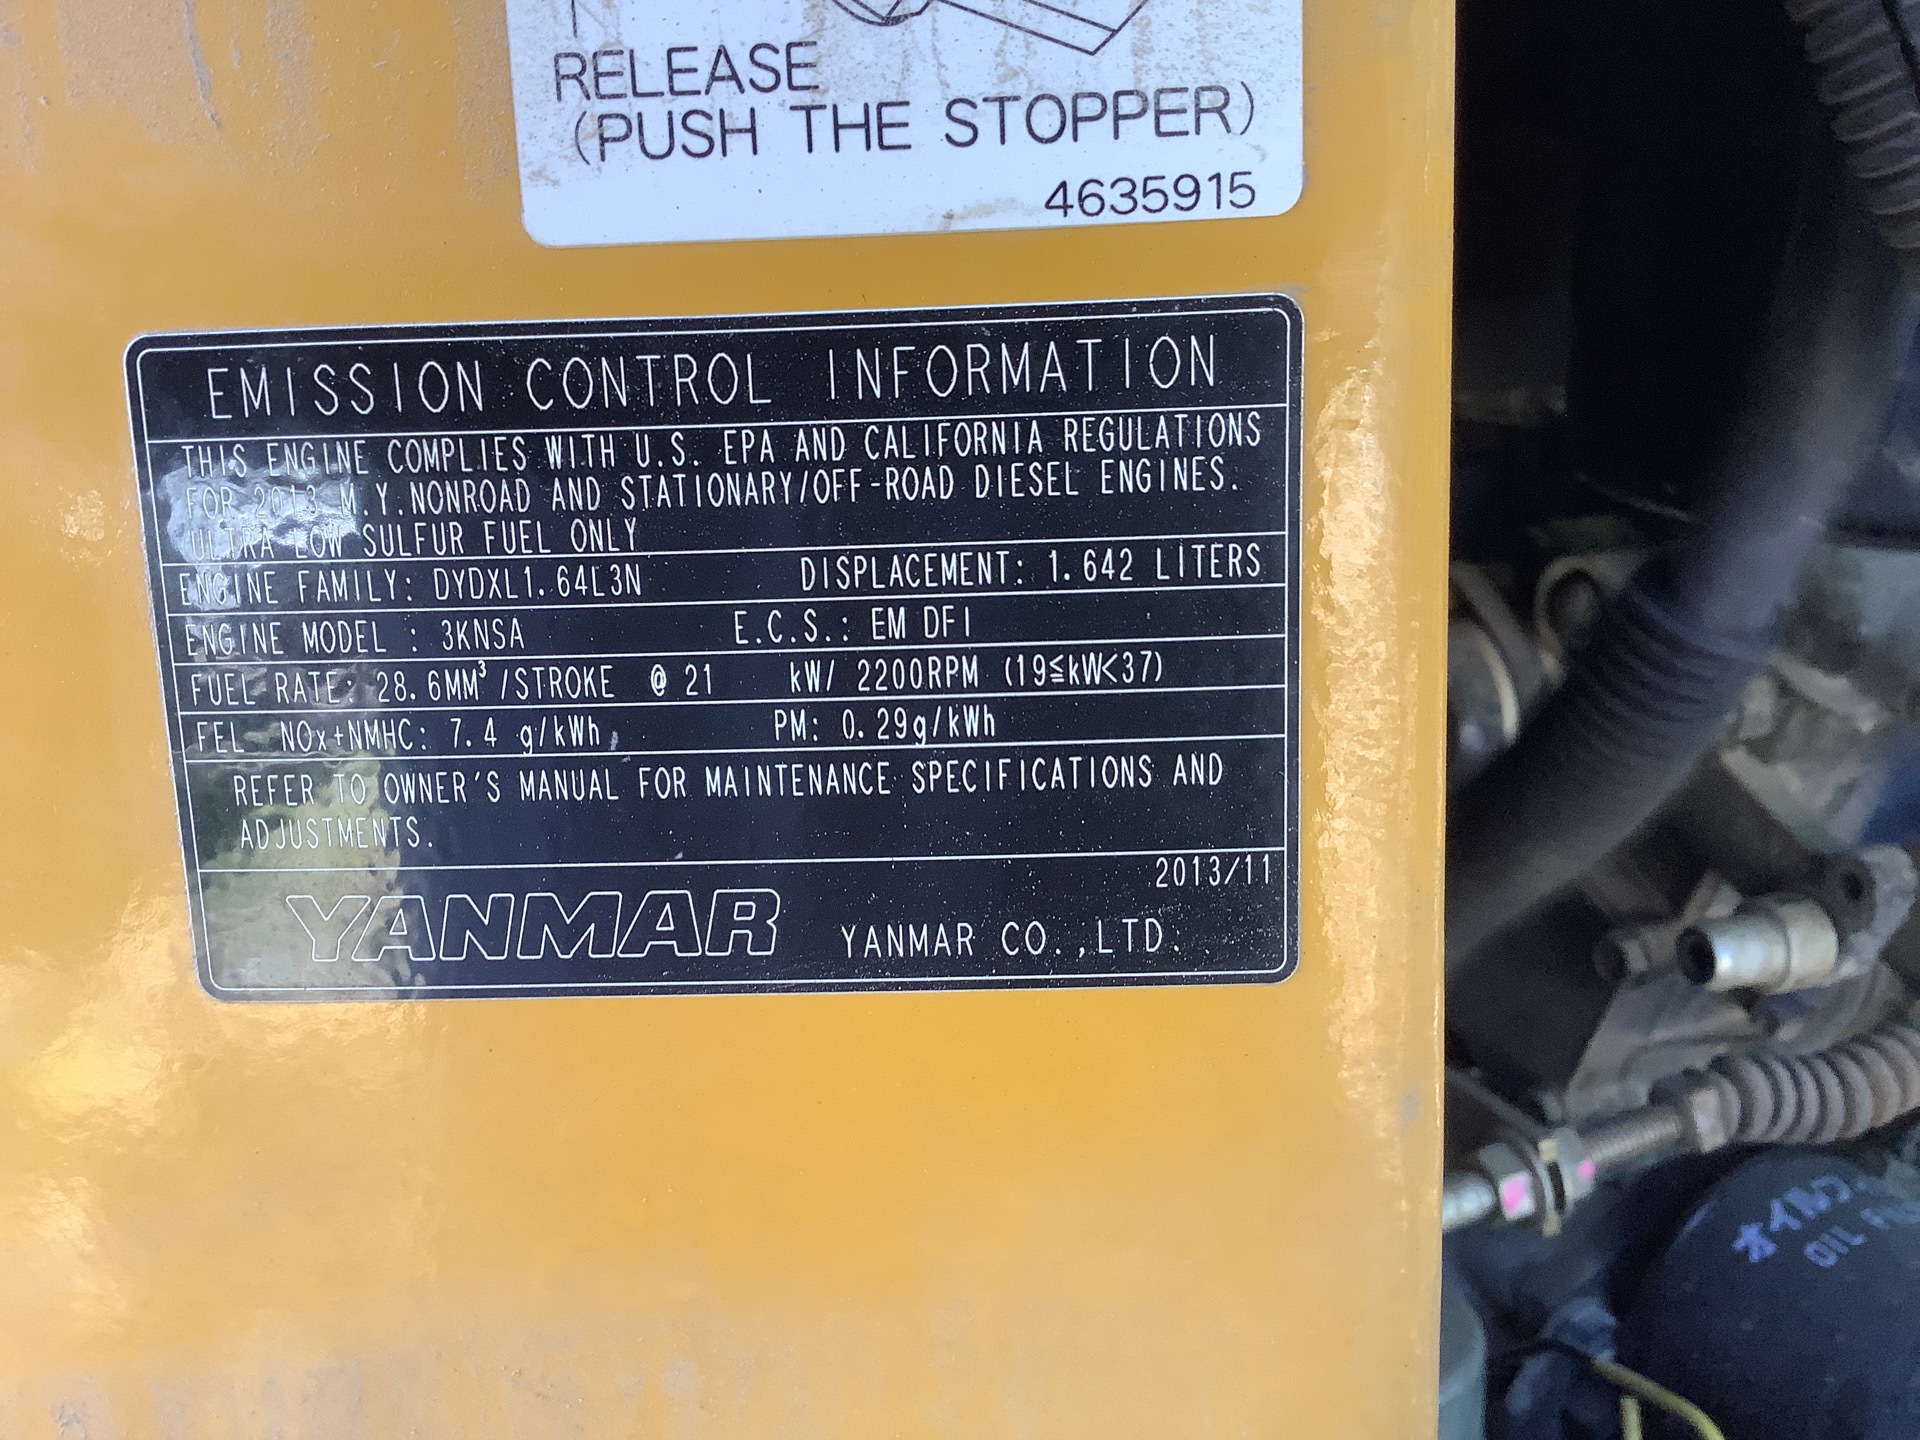 RELEASE
(PUSH THE STOPPER)
4635915
EMISSION CONTROL INFORMATION
THIS ENGINE COMPLIES WITH U.S. EPA AND CALIFORNIA REGULATIONS
FOR 2013 M.Y. NONROAD AND STATIONARY/OFF-ROAD DIESEL ENGINES.
ULTRA LOW SULFUR FUEL ONLY
ENGINE FAMILY: DYDXL1.64L3N DISPLACEMENT: 1.642 LITERS
ENGINE MODEL : 3KNSA E.C.S.: EM DFI
FUEL RATE: 28.6MM³/STROKE @ 21 kW/ 2200RPM (19≦kW<37)
FEL NOx+NMHC: 7.4 g/kWh PM: 0.29g/kWh
REFER TO OWNER'S MANUAL FOR MAINTENANCE SPECIFICATIONS AND
ADJUSTMENTS.
2013/11
YANMAR YANMAR CO.,LTD.
オイル
OIL